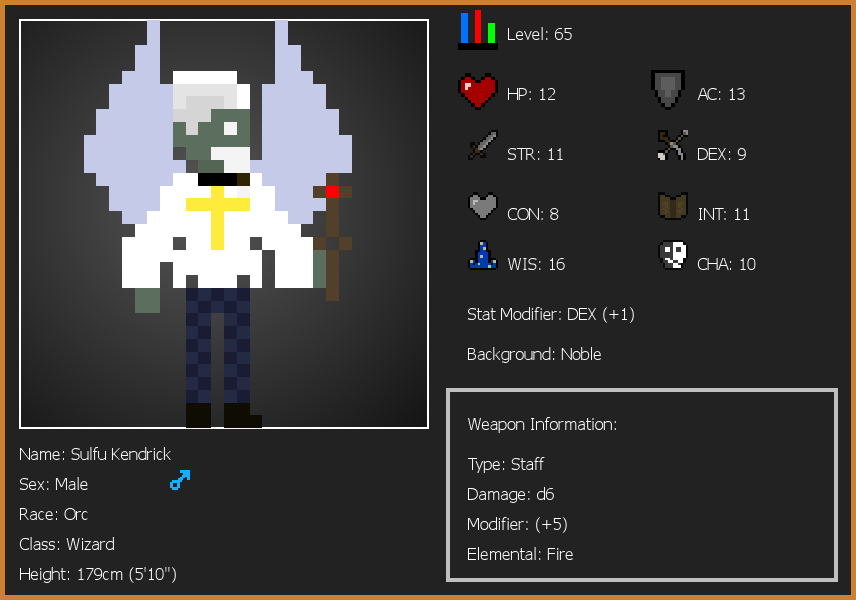 Level: 65
HP: 12
AC: 13
STR: 11
DEX: 9
CON: 8
INT: 11
WIS: 16
CHA: 10
Stat Modifier: DEX (+1)
Background: Noble
Weapon Information:
Type: Staff
Damage: d6
Modifier: (+5)
Elemental: Fire
Name: Sulfu Kendrick
Sex: Male
Race: Orc
Class: Wizard
Height: 179cm (5'10")